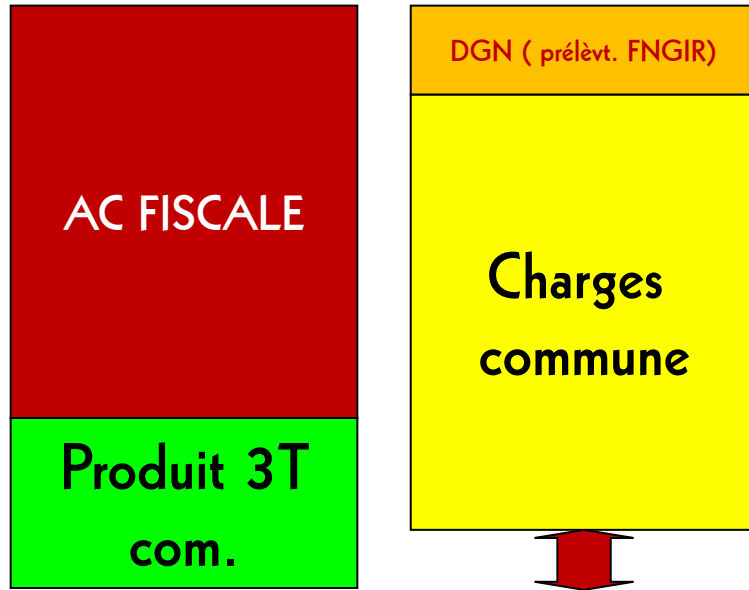 AC FISCALE
Produit 3T
com.
DGN ( prélèvt. FNGIR)
Charges
commune